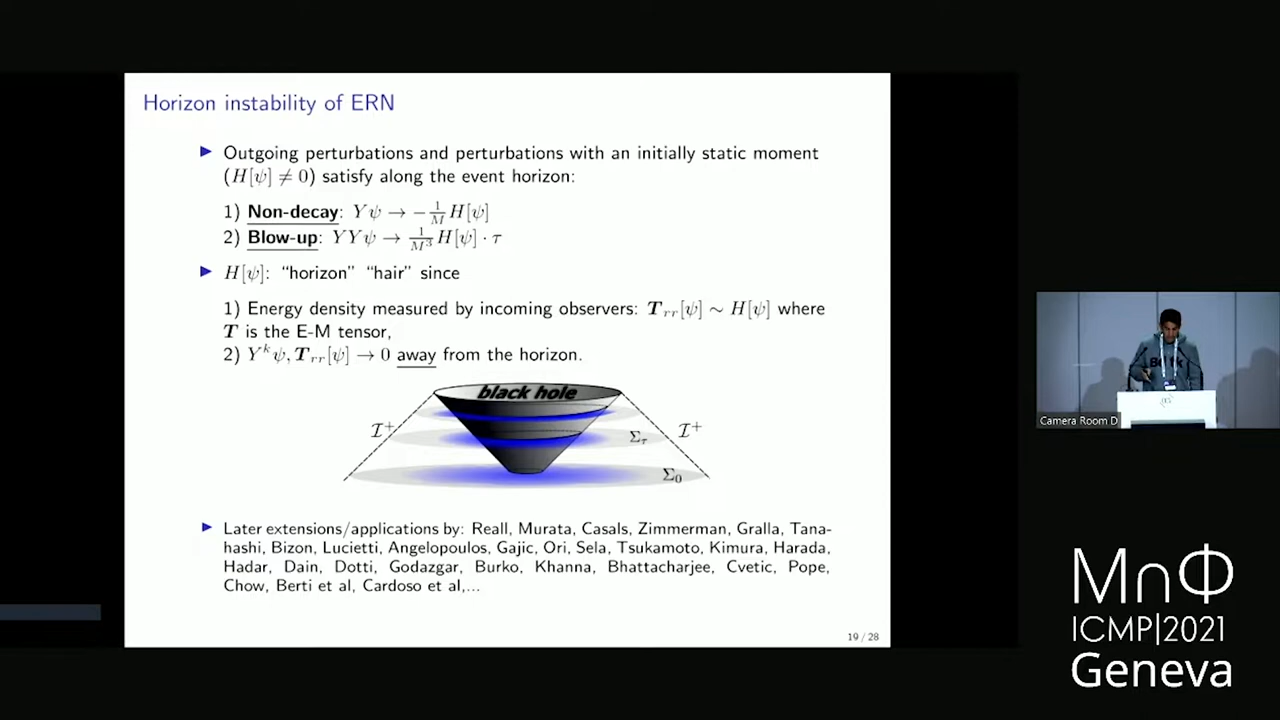 Horizon instability of ERN
▶ Outgoing perturbations and perturbations with an initially static moment
(H[ψ] ≠ 0) satisfy along the event horizon:
1) Non-decay: Yψ → −1/M H[ψ]
2) Blow-up: YYψ → 1/M³ H[ψ] · τ
▶ H[ψ]: “horizon” “hair” since
1) Energy density measured by incoming observers: T_rr[ψ] ∼ H[ψ] where
T is the E-M tensor,
2) Y^k ψ, T_rr[ψ] → 0 away from the horizon.
black hole
I⁺ I⁺
Σ_τ
Σ_0
▶ Later extensions/applications by: Reall, Murata, Casals, Zimmerman, Gralla, Tana-
hashi, Bizon, Lucietti, Angelopoulos, Gajic, Ori, Sela, Tsukamoto, Kimura, Harada,
Hadar, Dain, Dotti, Godazgar, Burko, Khanna, Bhattacharjee, Cvetic, Pope,
Chow, Berti et al, Cardoso et al,...
19 / 28
Camera Room D
M∩Φ
ICMP|2021
Geneva